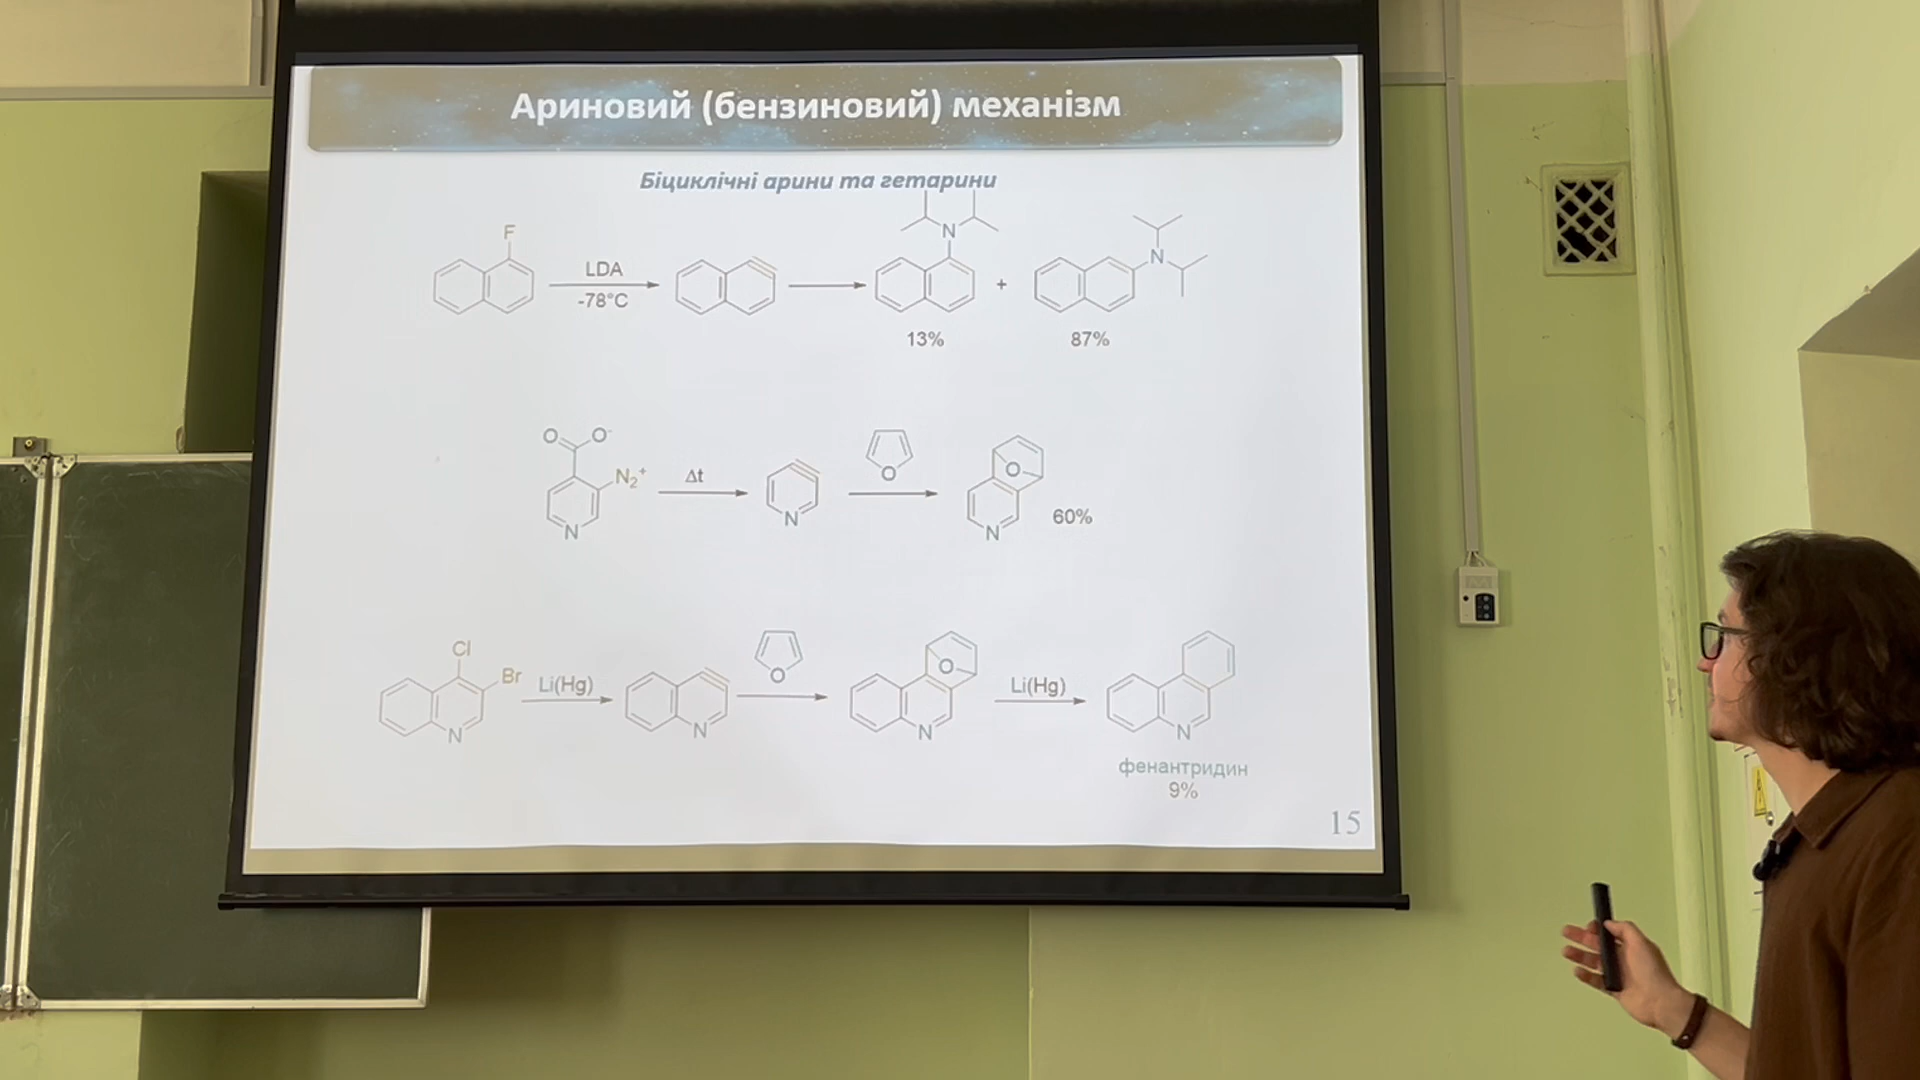 Ариновий (бензиновий) механізм
Біциклічні арини та гетарини
F
LDA
-78°C
N
+
N
13%
87%
O
O-
N2+
N
Δt
N
O
O
N
60%
Cl
Br
N
Li(Hg)
N
O
O
N
Li(Hg)
N
фенантридин
9%
15